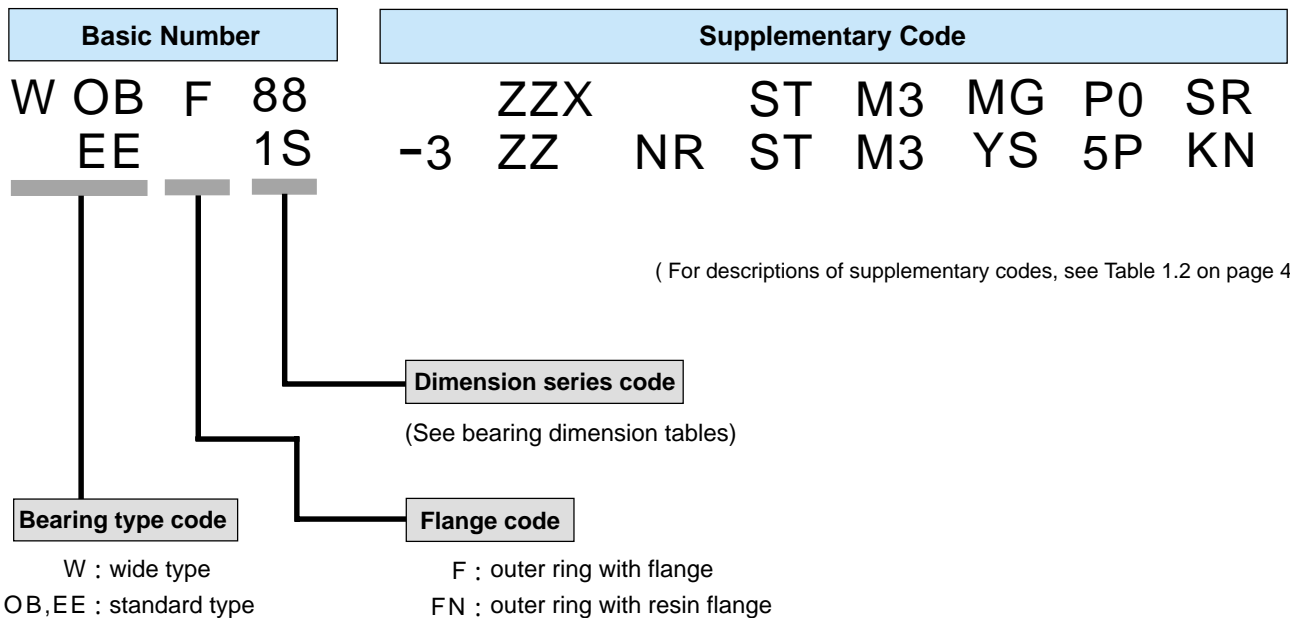 Basic Number
Supplementary Code
W OB F 88 ZZX ST M3 MG P0 SR
EE 1S -3 ZZ NR ST M3 YS 5P KN
( For descriptions of supplementary codes, see Table 1.2 on page 4
Dimension series code
(See bearing dimension tables)
Bearing type code
W : wide type
OB,EE : standard type
Flange code
F : outer ring with flange
FN : outer ring with resin flange